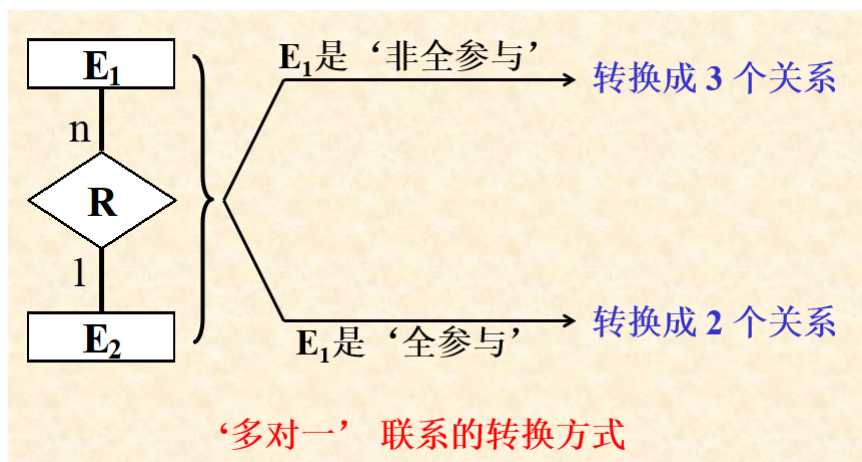 E₁
n
R
1
E₂
E₁是‘非全参与’
转换成 3 个关系
E₁是‘全参与’
转换成 2 个关系
‘多对一’ 联系的转换方式